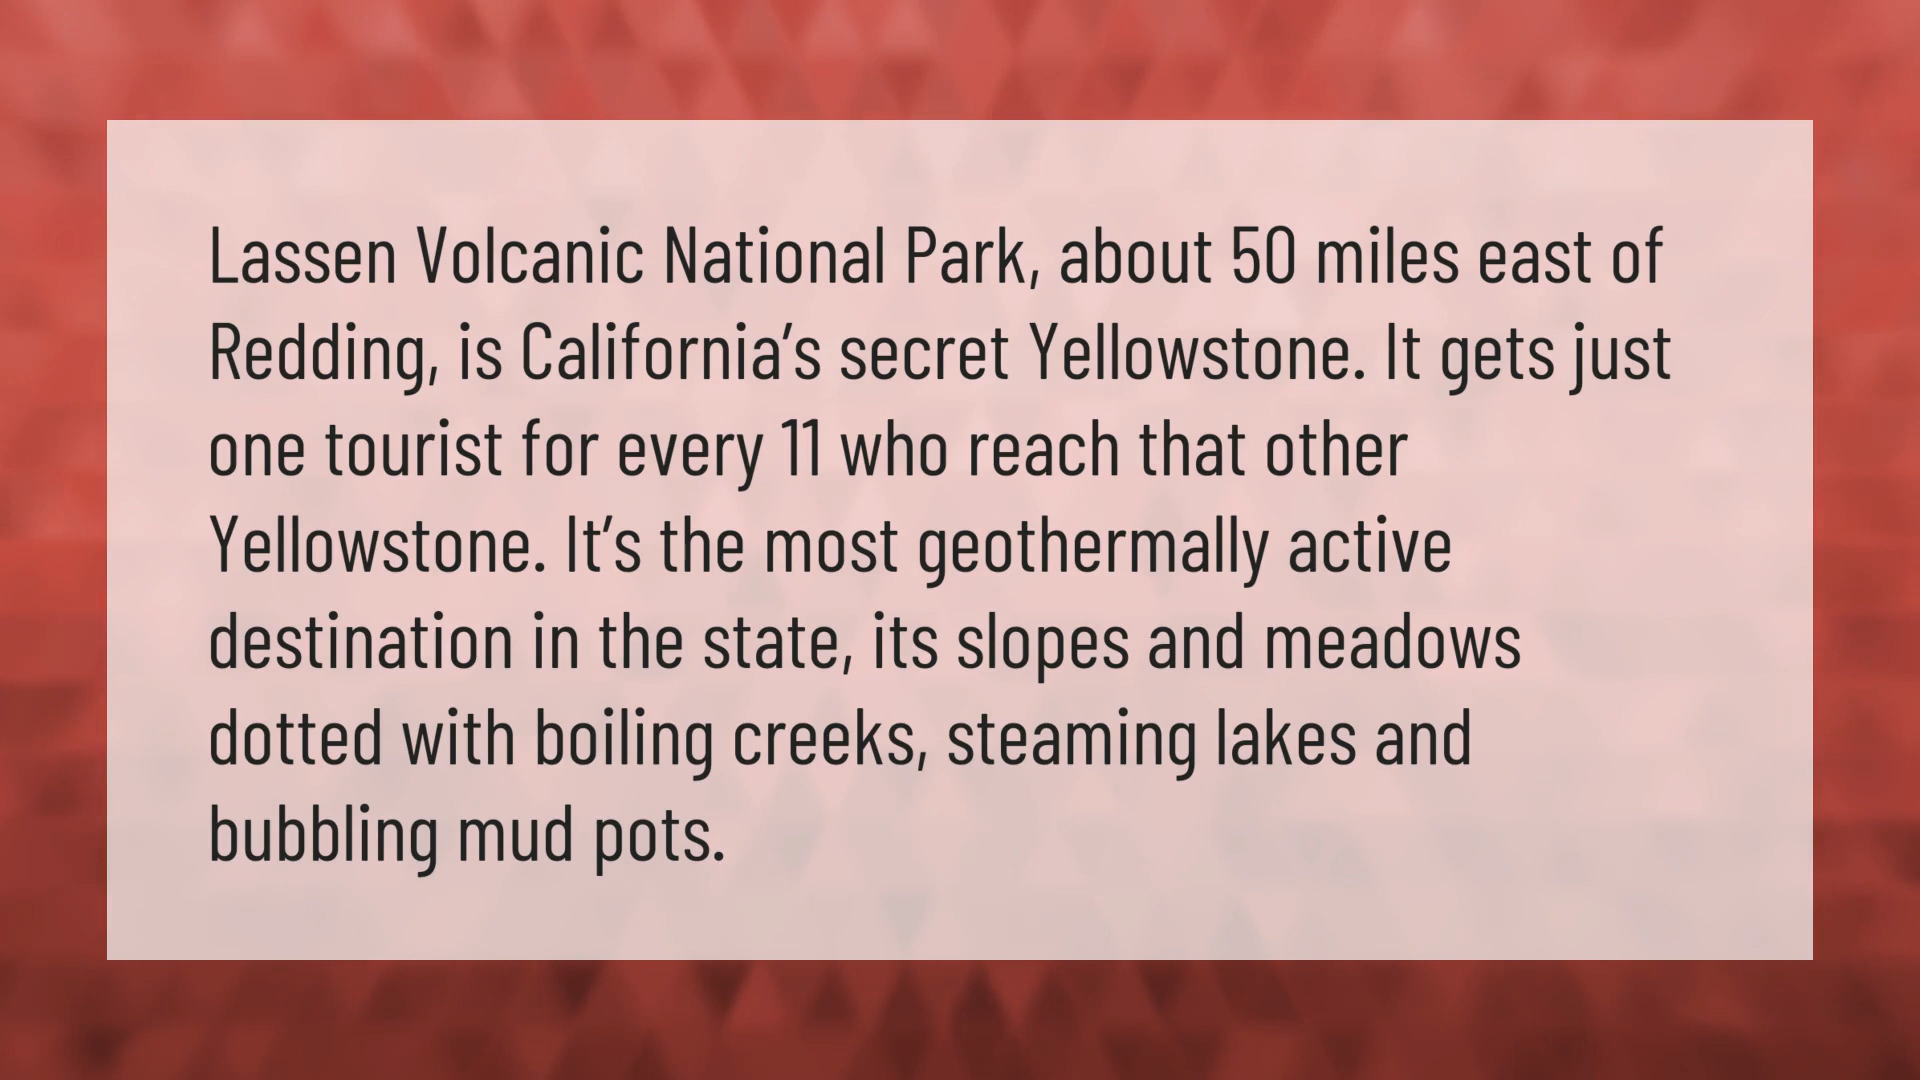 Lassen Volcanic National Park, about 50 miles east of
Redding, is California’s secret Yellowstone. It gets just
one tourist for every 11 who reach that other
Yellowstone. It’s the most geothermally active
destination in the state, its slopes and meadows
dotted with boiling creeks, steaming lakes and
bubbling mud pots.